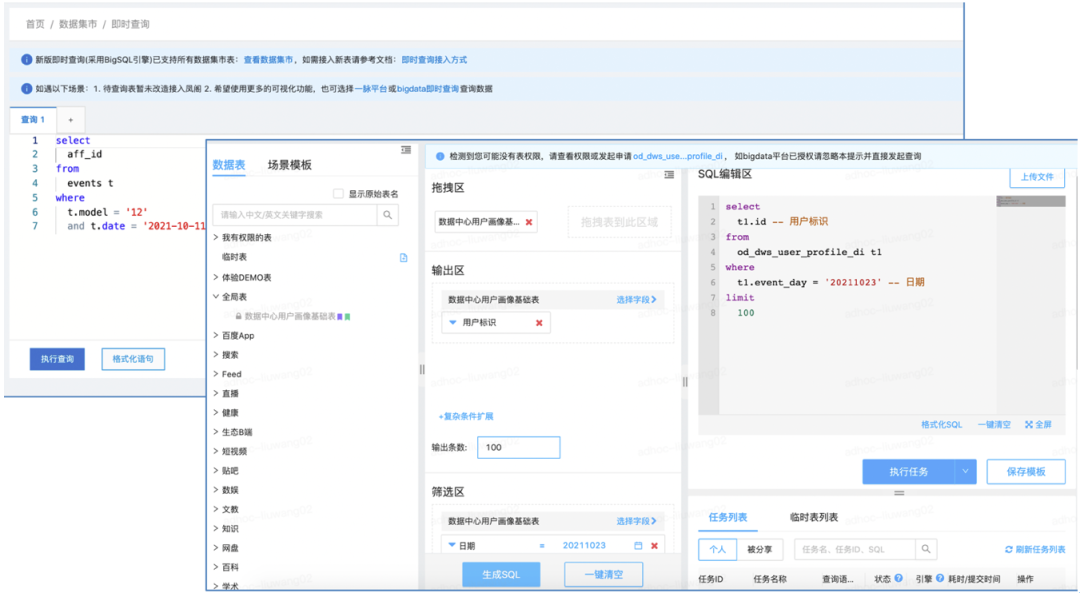 首页 / 数据集市 / 即时查询
新版即时查询(采用BigSQL引擎)已支持所有数据集市表: 查看数据集市, 如需接入新表请参考文档: 即时查询接入方式
如遇以下场景: 1. 待查询表暂未改造接入凤阁 2. 希望使用更多的可视化功能, 也可选择一脉平台或bigdata即时查询查询数据
查询 1 +
1 select
2 aff_id
3 from
4 events t
5 where
6 t.model = '12'
7 and t.date = '2021-10-11
执行查询 格式化语句
数据表 场景模板
显示原始表名
请输入中文/英文关键字搜索
我有权限的表
临时表
体验DEMO表
全局表
数据中心用户画像基础表
百度App
搜索
Feed
直播
健康
生态B端
短视频
贴吧
数娱
文教
知识
网盘
百科
学术
检测到您可能没有表权限, 请查看权限或发起申请 od_dws_use...profile_di , 如bigdata平台已授权请忽略本提示并直接发起查询
拖拽区
数据中心用户画像基... ×
拖拽表到此区域
输出区
数据中心用户画像基础表 选择字段
用户标识 ×
+复杂条件扩展
输出条数: 100
筛选区
数据中心用户画像基础表 选择字段
日期 = 20211023 ×
生成SQL 一键清空
SQL编辑区
上传文件
1 select
2 t1.id -- 用户标识
3 from
4 od_dws_user_profile_di t1
5 where
6 t1.event_day = '20211023' -- 日期
7 limit
8 100
格式化SQL 一键清空 全屏
执行任务 保存模板
任务列表 临时表列表
个人 被分享 任务名、任务ID、SQL 刷新任务列表
任务ID 任务名称 查询语... 状态 ? 引擎 ? 耗时/提交时间 操作